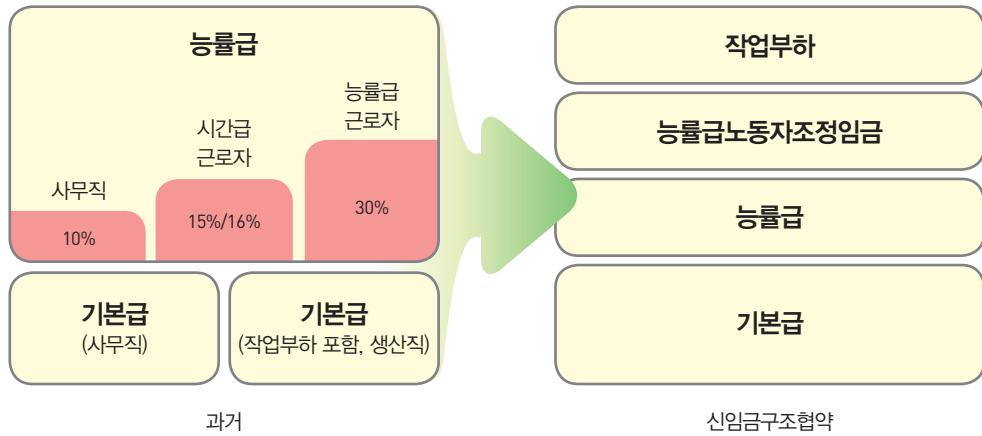 능률급
사무직
10%
시간급
근로자
15%/16%
능률급
근로자
30%
기본급
(사무직)
기본급
(작업부하 포함, 생산직)
과거
작업부하
능률급노동자조정임금
능률급
기본급
신임금구조협약